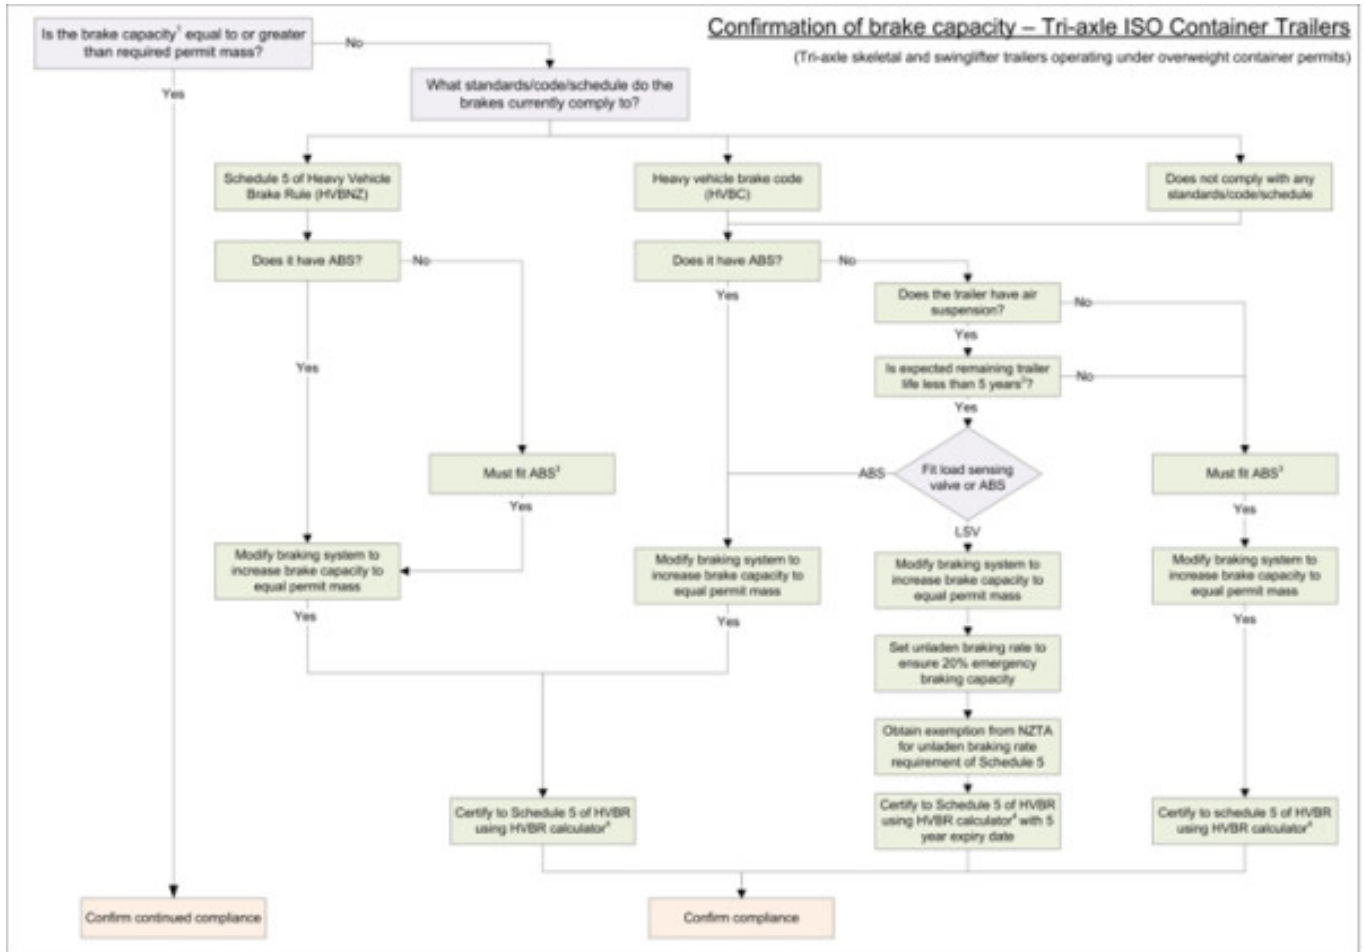 Confirmation of brake capacity – Tri-axle ISO Container Trailers
(Tri-axle skeletal and swinglifter trailers operating under overweight container permits)
Is the brake capacity¹ equal to or greater
than required permit mass?
No
Yes
What standards/code/schedule do the
brakes currently comply to?
Schedule 5 of Heavy Vehicle
Brake Rule (HVBNZ)
Heavy vehicle brake code
(HVBC)
Does not comply with any
standards/code/schedule
Does it have ABS?
No
Does it have ABS?
No
Yes
Does the trailer have air
suspension?
No
Yes
Yes
Is expected remaining trailer
life less than 5 years²?
No
Yes
Must fit ABS³
Yes
ABS
Fit load sensing
valve or ABS
LSV
Must fit ABS³
Yes
Modify braking system to
increase brake capacity to
equal permit mass
Yes
Modify braking system to
increase brake capacity to
equal permit mass
Yes
Modify braking system to
increase brake capacity to
equal permit mass
Modify braking system to
increase brake capacity to
equal permit mass
Yes
Set unladen braking rate to
ensure 20% emergency
braking capacity
Obtain exemption from NZTA
for unladen braking rate
requirement of Schedule 5
Certify to Schedule 5 of HVBR
using HVBR calculator⁴
Certify to Schedule 5 of HVBR
using HVBR calculator⁴ with 5
year expiry date
Certify to schedule 5 of HVBR
using HVBR calculator⁴
Confirm continued compliance
Confirm compliance